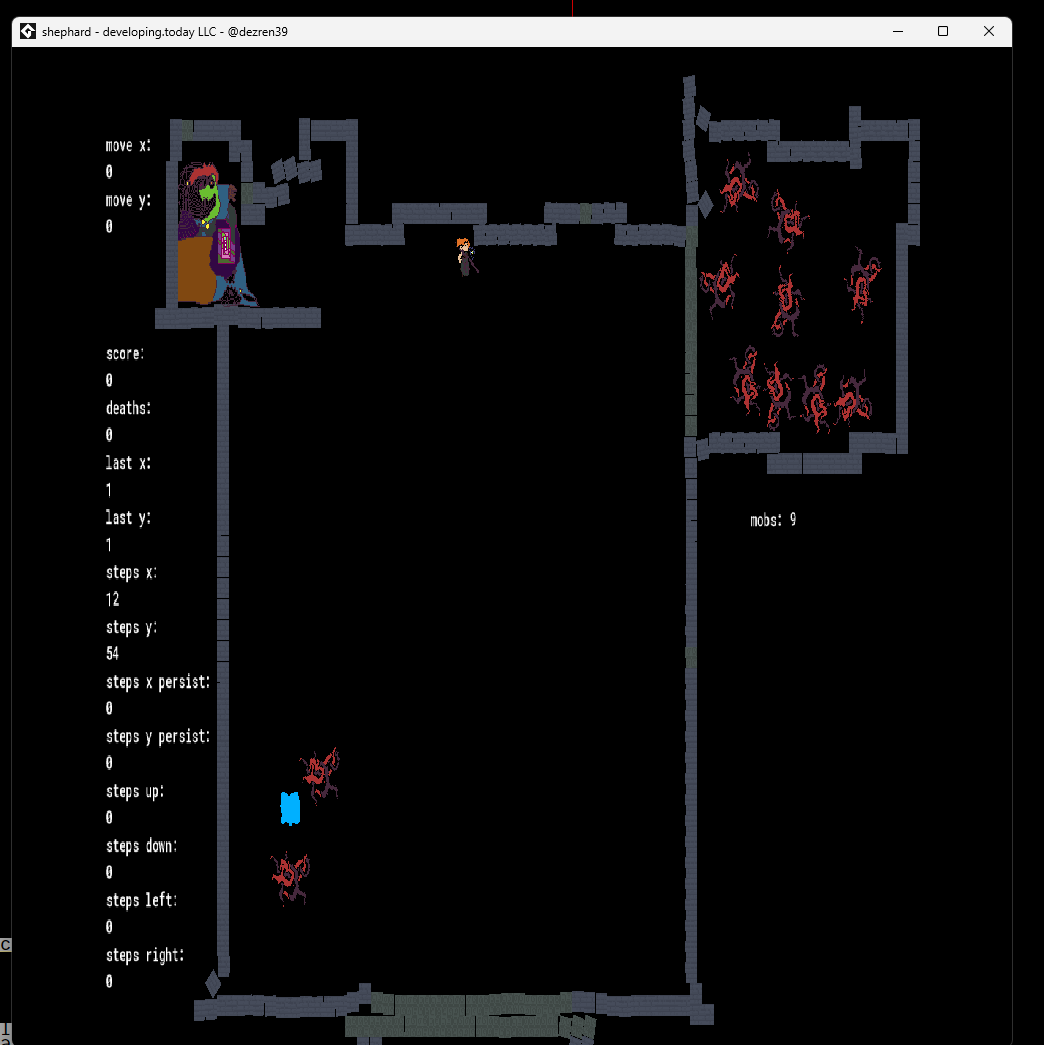 shephard - developing.today LLC - @dezren39
move x:
0
move y:
0
score:
0
deaths:
0
last x:
1
last y:
1
steps x:
12
steps y:
54
steps x persist:
0
steps y persist:
0
steps up:
0
steps down:
0
steps left:
0
steps right:
0
mobs: 9
c